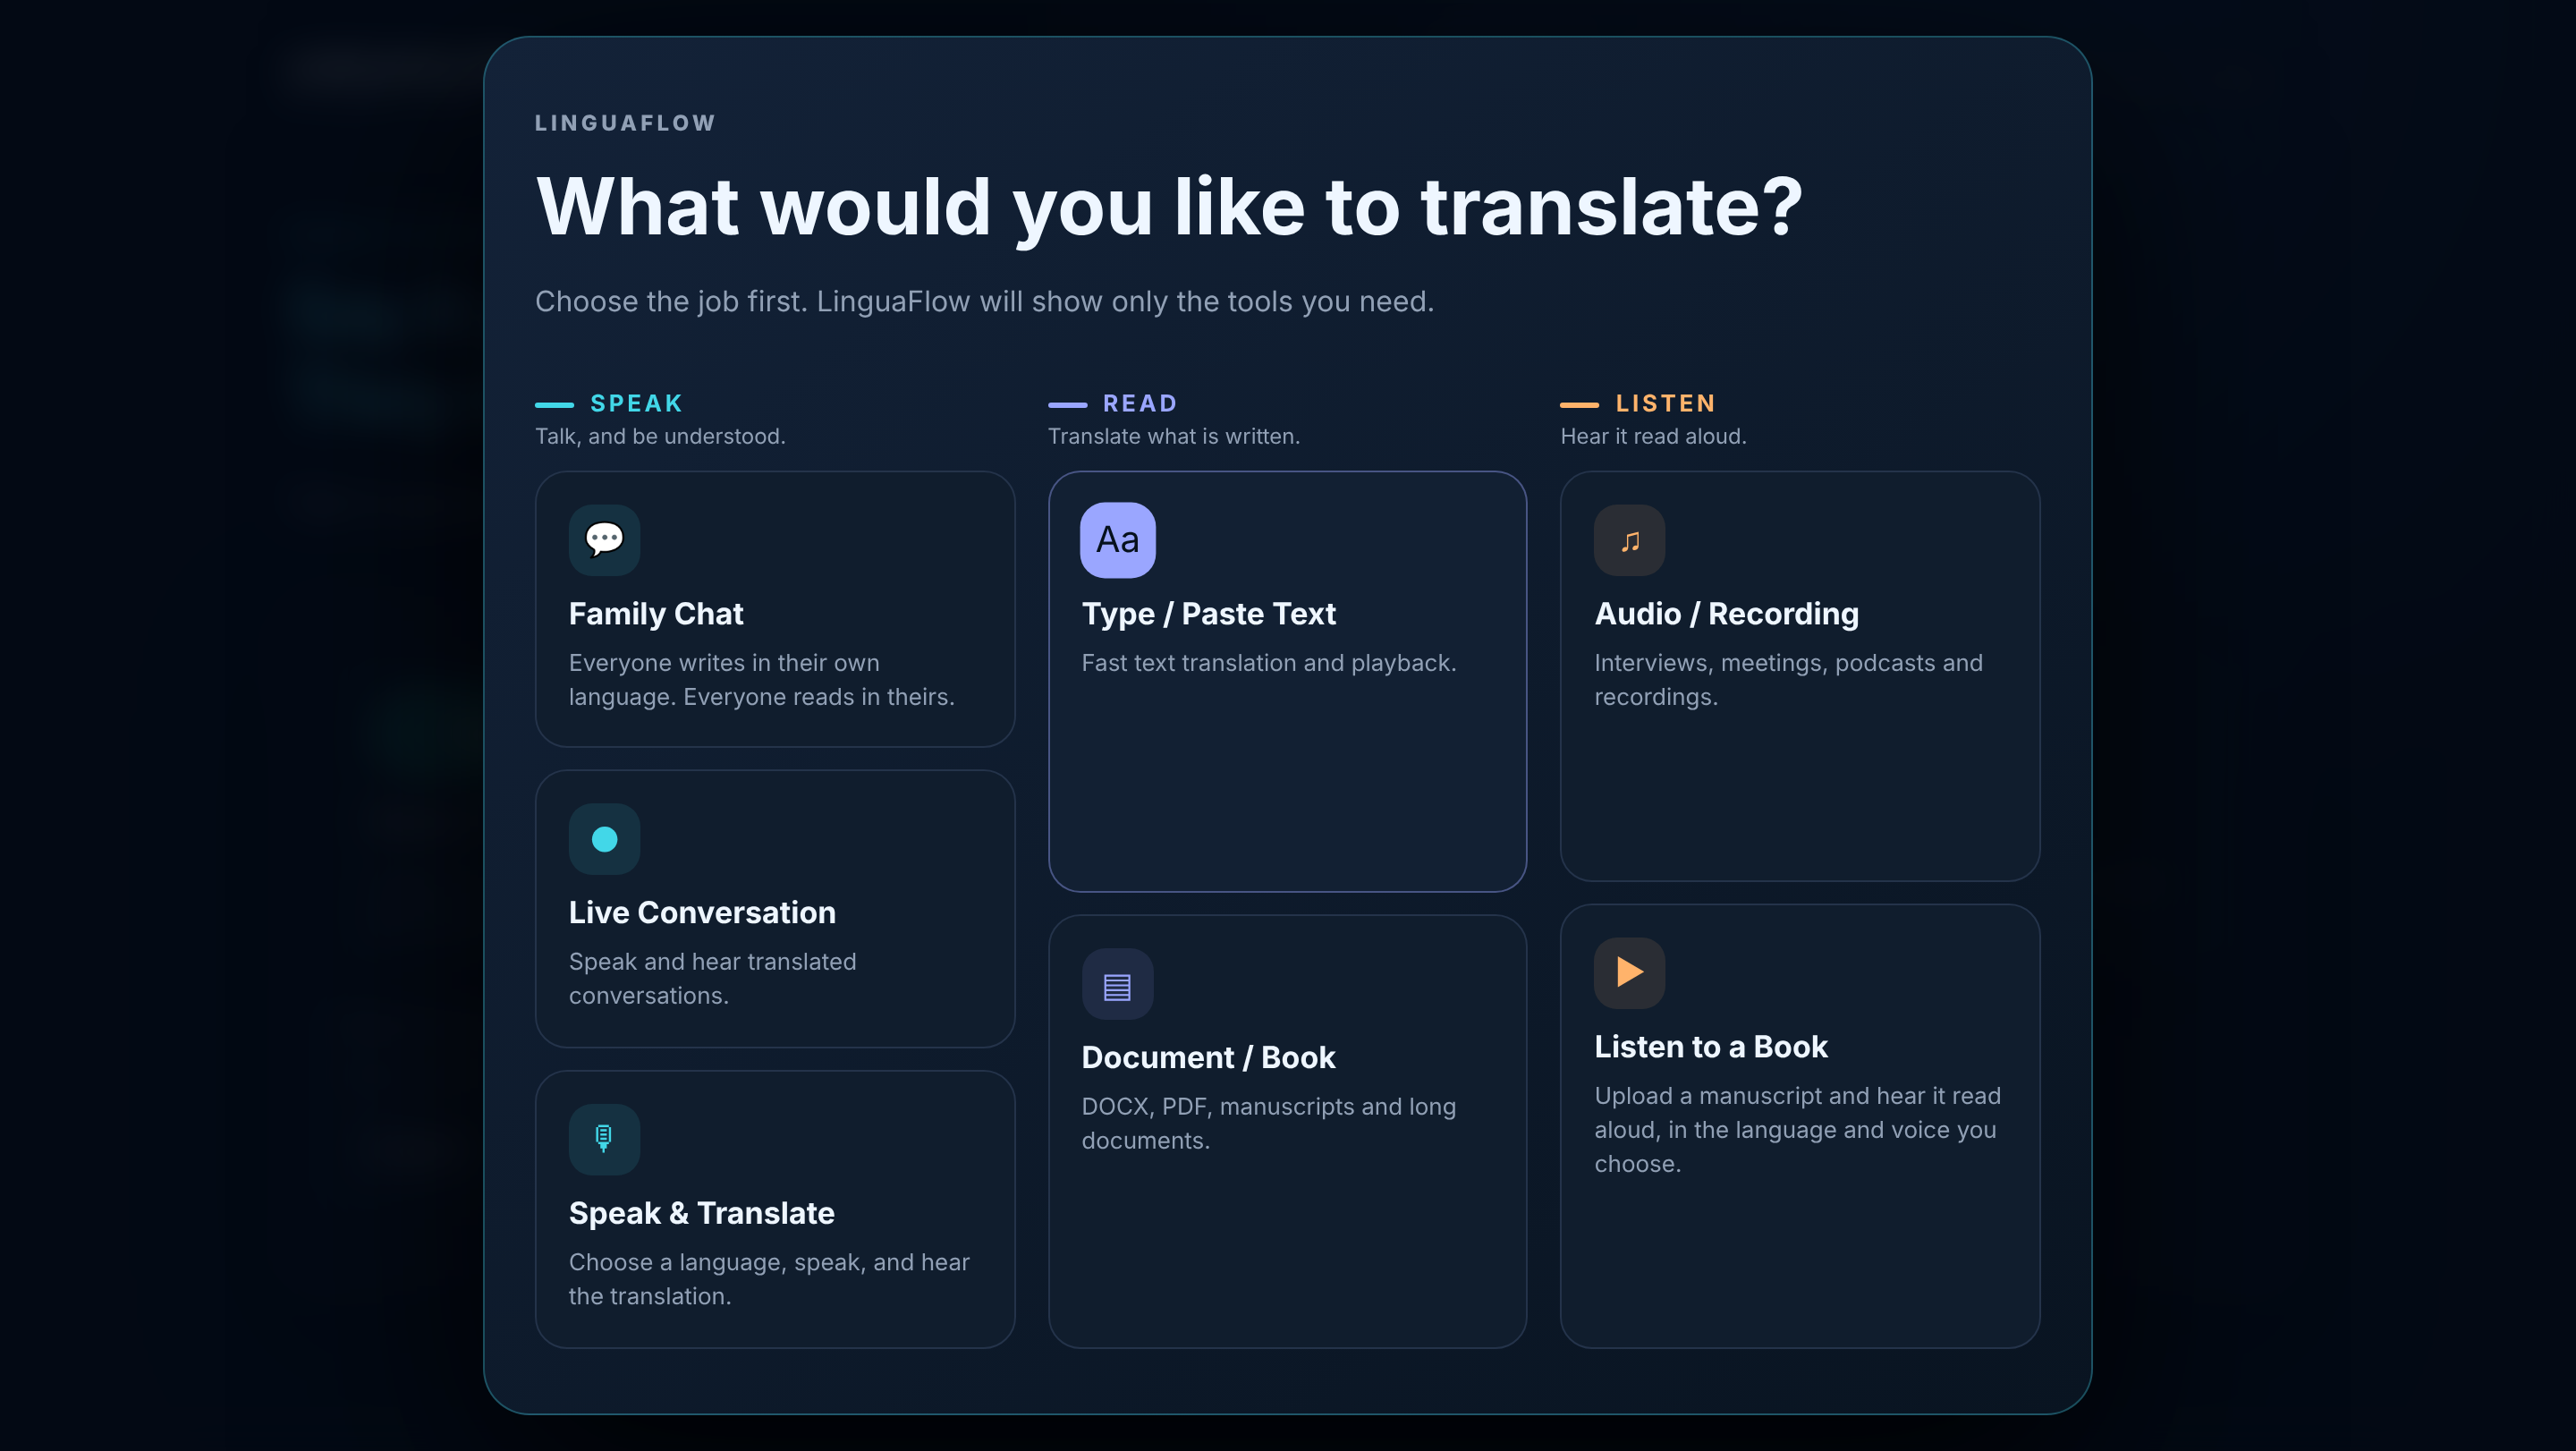 LINGUAFLOW
What would you like to translate?
Choose the job first. LinguaFlow will show only the tools you need.
SPEAK
Talk, and be understood.
Family Chat
Everyone writes in their own
language. Everyone reads in theirs.
Live Conversation
Speak and hear translated
conversations.
Speak & Translate
Choose a language, speak, and hear
the translation.
READ
Translate what is written.
Aa
Type / Paste Text
Fast text translation and playback.
Document / Book
DOCX, PDF, manuscripts and long
documents.
LISTEN
Hear it read aloud.
Audio / Recording
Interviews, meetings, podcasts and
recordings.
Listen to a Book
Upload a manuscript and hear it read
aloud, in the language and voice you
choose.